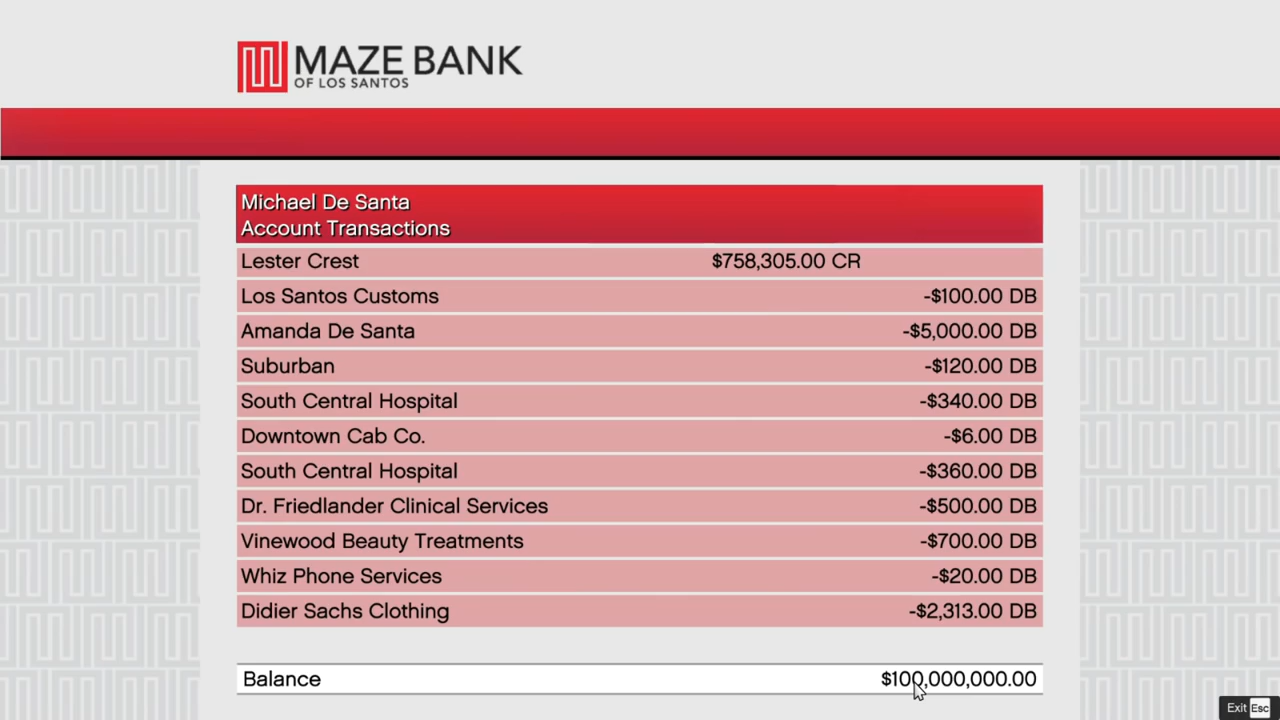 MAZE BANK
OF LOS SANTOS
Michael De Santa
Account Transactions
Lester Crest $758,305.00 CR
Los Santos Customs -$100.00 DB
Amanda De Santa -$5,000.00 DB
Suburban -$120.00 DB
South Central Hospital -$340.00 DB
Downtown Cab Co. -$6.00 DB
South Central Hospital -$360.00 DB
Dr. Friedlander Clinical Services -$500.00 DB
Vinewood Beauty Treatments -$700.00 DB
Whiz Phone Services -$20.00 DB
Didier Sachs Clothing -$2,313.00 DB
Balance $100,000,000.00
Exit Esc